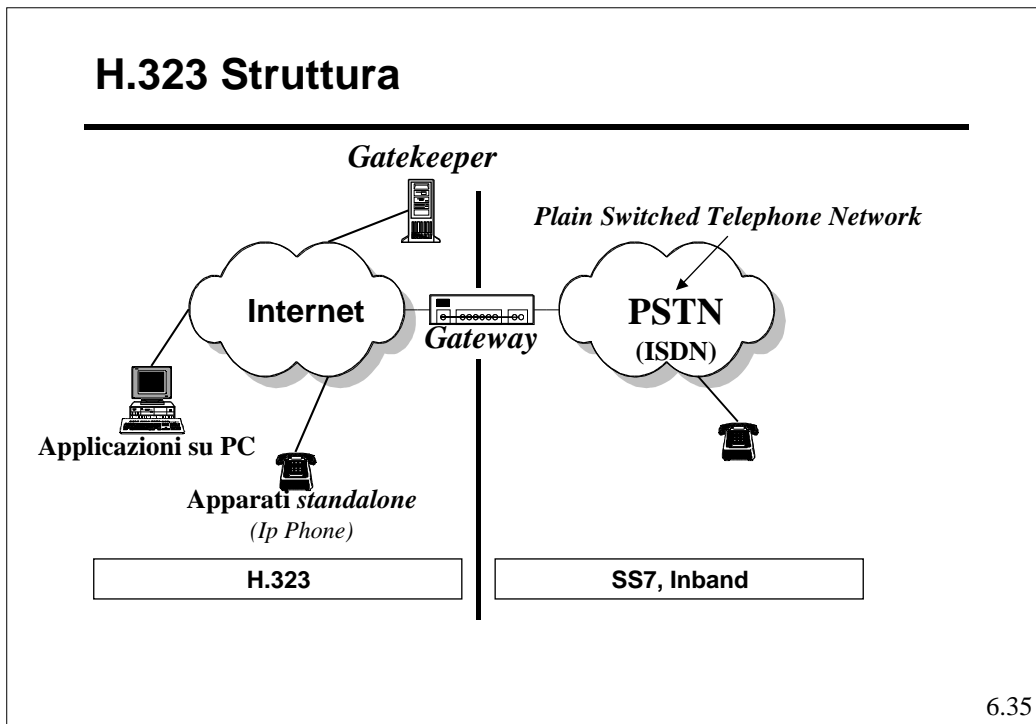 H.323 Struttura
Gatekeeper
Plain Switched Telephone Network
Internet
PSTN
(ISDN)
Gateway
Applicazioni su PC
Apparati standalone
(Ip Phone)
H.323
SS7, Inband
6.35